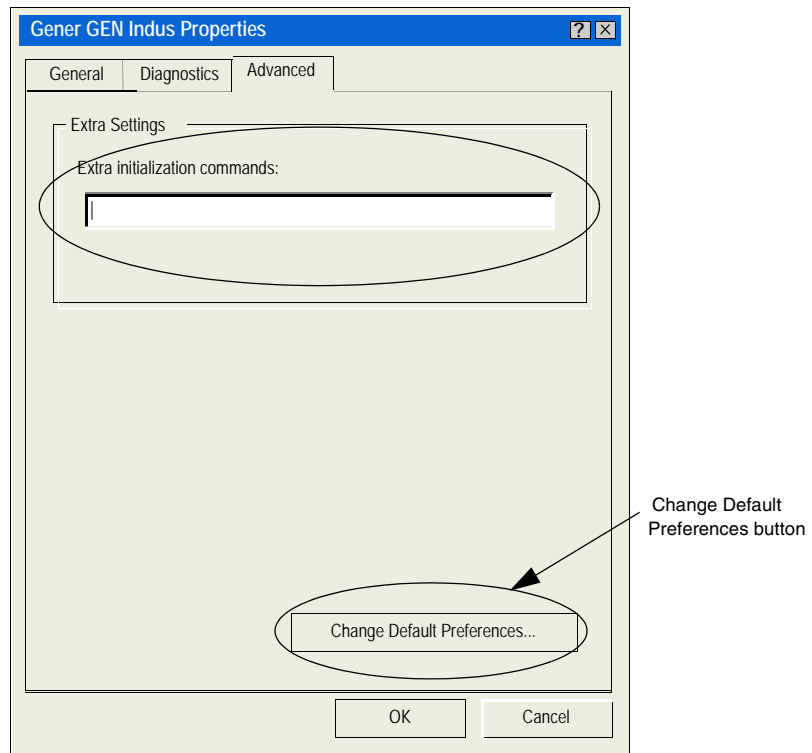 Gener GEN Indus Properties
?
General
Diagnostics
Advanced
Extra Settings
Extra initialization commands:
Change Default
Preferences button
Change Default Preferences...
OK
Cancel